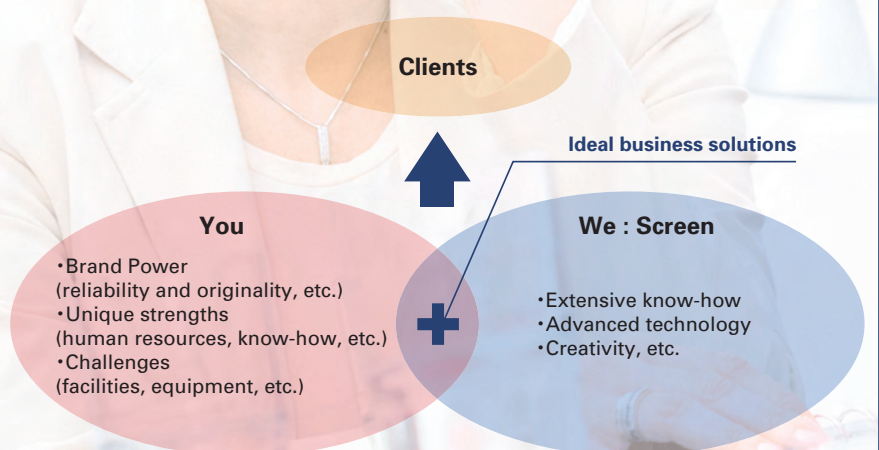 Clients
Ideal business solutions
You
・Brand Power
(reliability and originality, etc.)
・Unique strengths
(human resources, know-how, etc.)
・Challenges
(facilities, equipment, etc.)
We : Screen
・Extensive know-how
・Advanced technology
・Creativity, etc.